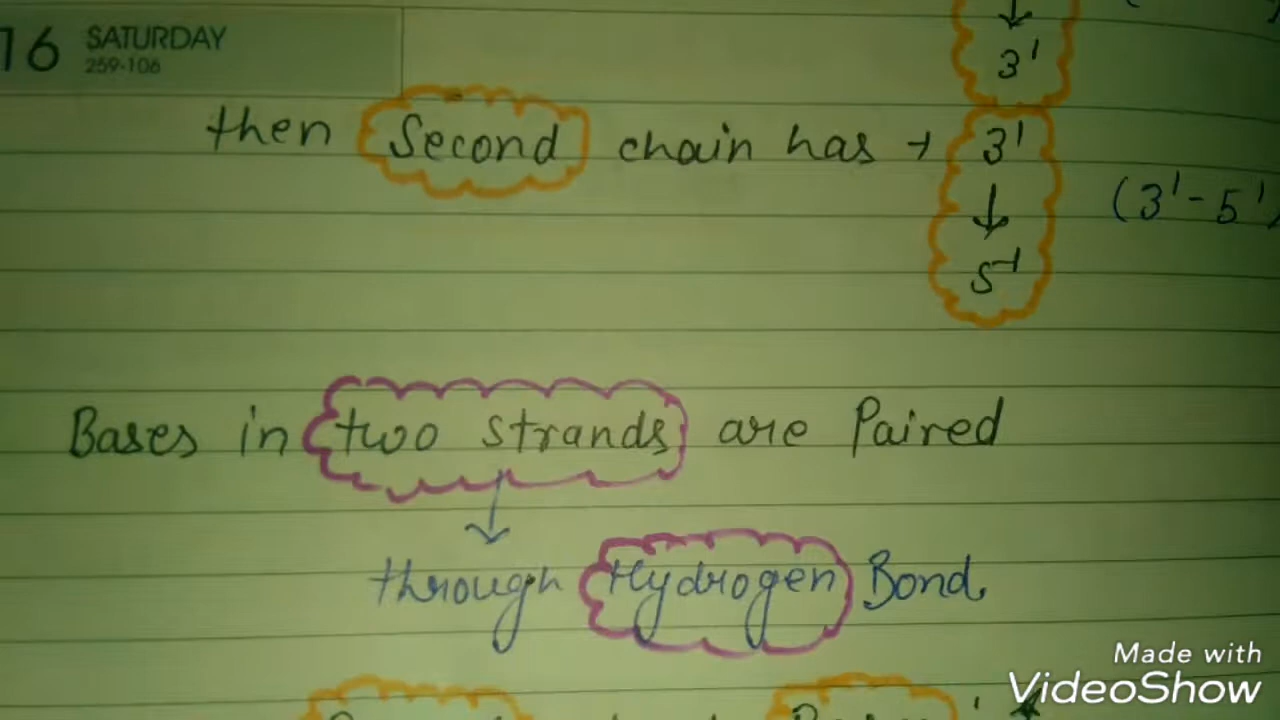 16 SATURDAY
259-106
↓
3'
then Second chain has → 3'
↓
(3'-5')
5'
Bases in two strands are Paired
↓
through Hydrogen Bond
Made with
VideoShow